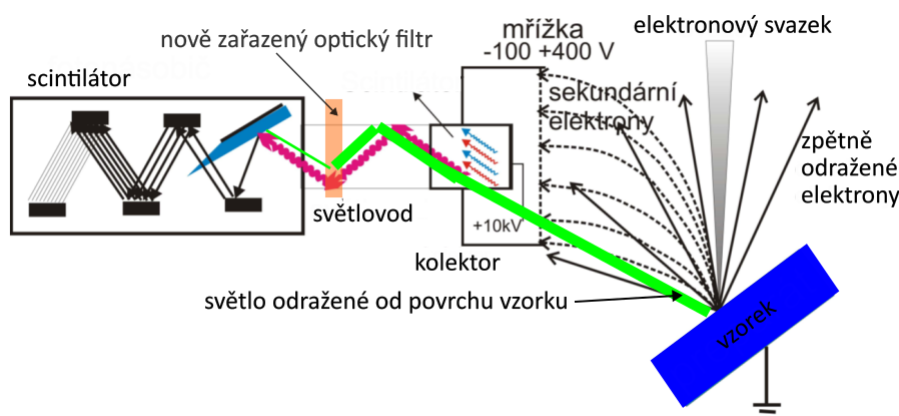 elektronový svazek
mřížka
-100 +400 V
nově zařazený optický filtr
scintilátor
sekundární
elektrony
zpětně
odražené
elektrony
světlovod
+10kV
kolektor
světlo odražené od povrchu vzorku
vzorek